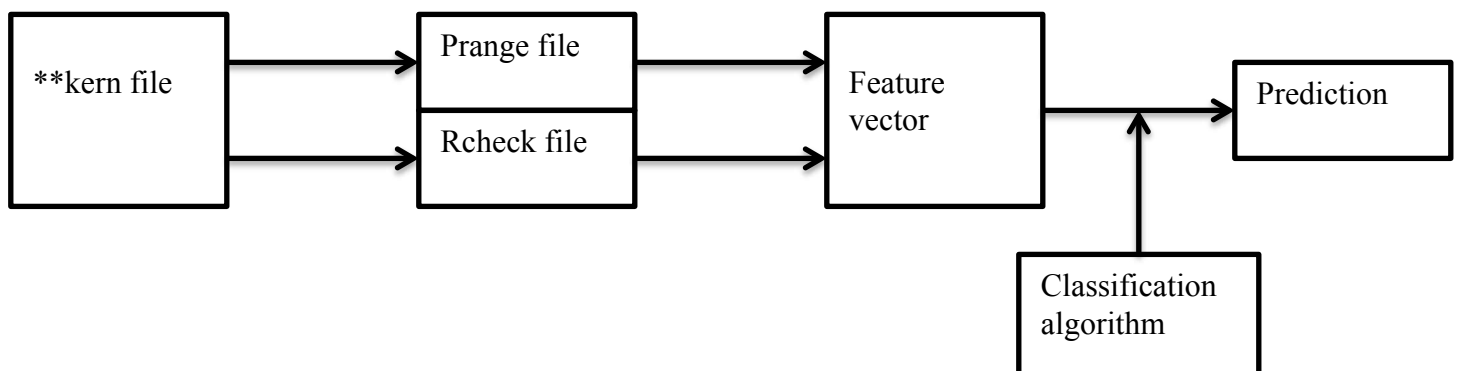 **kern file
Prange file
Rcheck file
Feature
vector
Prediction
Classification
algorithm